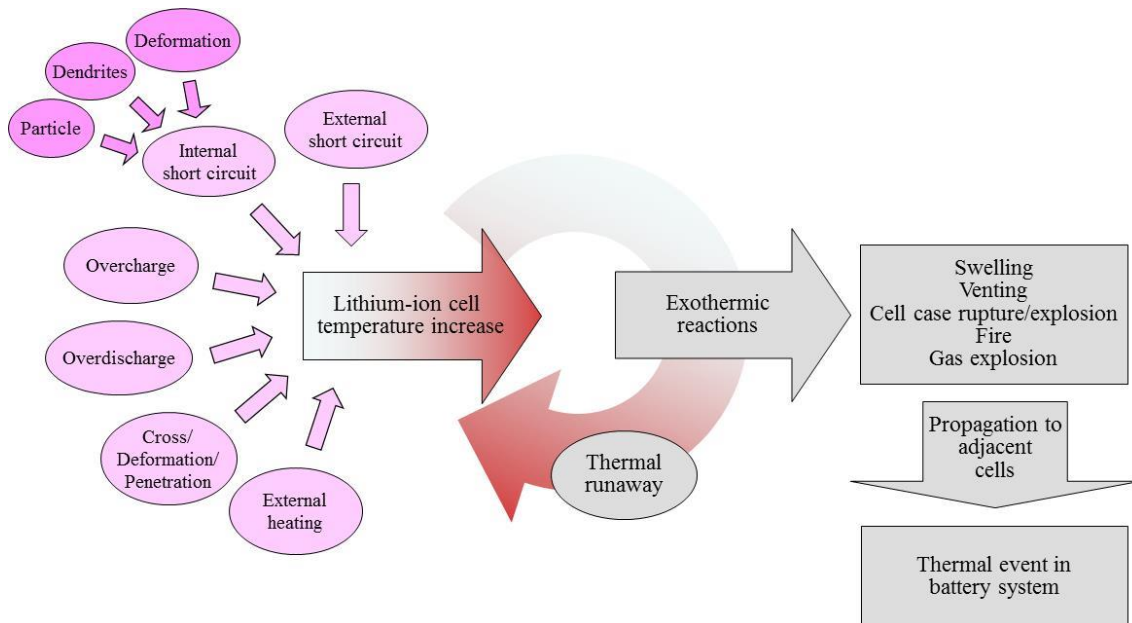 Deformation
Dendrites
Particle
Internal
short circuit
External
short circuit
Overcharge
Overdischarge
Cross/
Deformation/
Penetration
External
heating
Lithium-ion cell
temperature increase
Exothermic
reactions
Thermal
runaway
Swelling
Venting
Cell case rupture/explosion
Fire
Gas explosion
Propagation to
adjacent
cells
Thermal event in
battery system